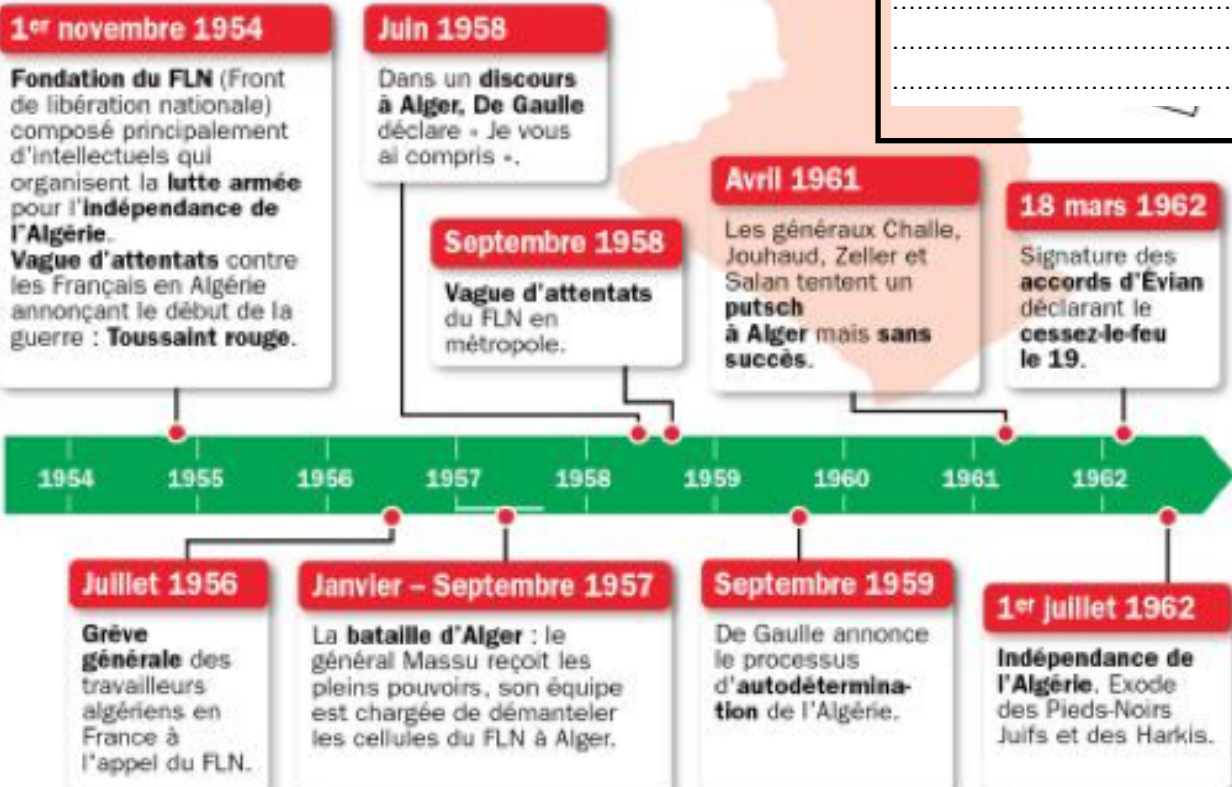 1er novembre 1954
Fondation du FLN (Front
de libération nationale)
composé principalement
d'intellectuels qui
organisent la lutte armée
pour l'indépendance de
l'Algérie.
Vague d'attentats contre
les Français en Algérie
annonçant le début de la
guerre : Toussaint rouge.
Juin 1958
Dans un discours
à Alger, De Gaulle
déclare « Je vous
ai compris ».
Septembre 1958
Vague d'attentats
du FLN en
métropole.
Avril 1961
Les généraux Challe,
Jouhaud, Zeller et
Salan tentent un
putsch
à Alger mais sans
succès.
18 mars 1962
Signature des
accords d'Évian
déclarant le
cessez-le-feu
le 19.
1954 1955 1956 1957 1958 1959 1960 1961 1962
Juillet 1956
Grève
générale des
travailleurs
algériens en
France à
l'appel du FLN.
Janvier – Septembre 1957
La bataille d'Alger : le
général Massu reçoit les
pleins pouvoirs, son équipe
est chargée de démanteler
les cellules du FLN à Alger.
Septembre 1959
De Gaulle annonce
le processus
d'autodétermina-
tion de l'Algérie.
1er juillet 1962
Indépendance de
l'Algérie. Exode
des Pieds-Noirs
Juifs et des Harkis.